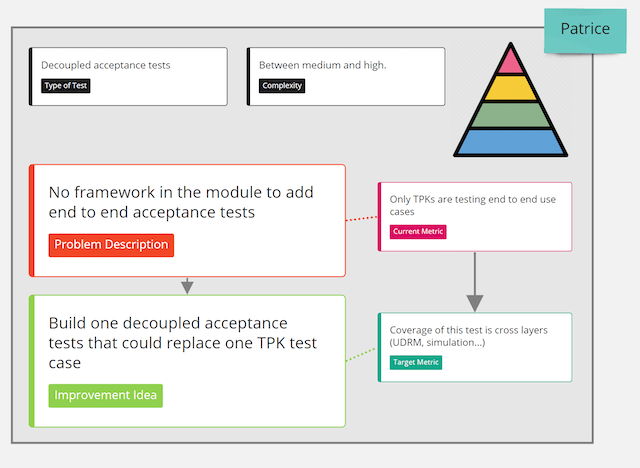 Patrice
Decoupled acceptance tests
Type of Test
Between medium and high.
Complexity
No framework in the module to add
end to end acceptance tests
Problem Description
Only TPKs are testing end to end use
cases
Current Metric
Build one decoupled acceptance
tests that could replace one TPK test
case
Improvement Idea
Coverage of this test is cross layers
(UDRM, simulation...)
Target Metric